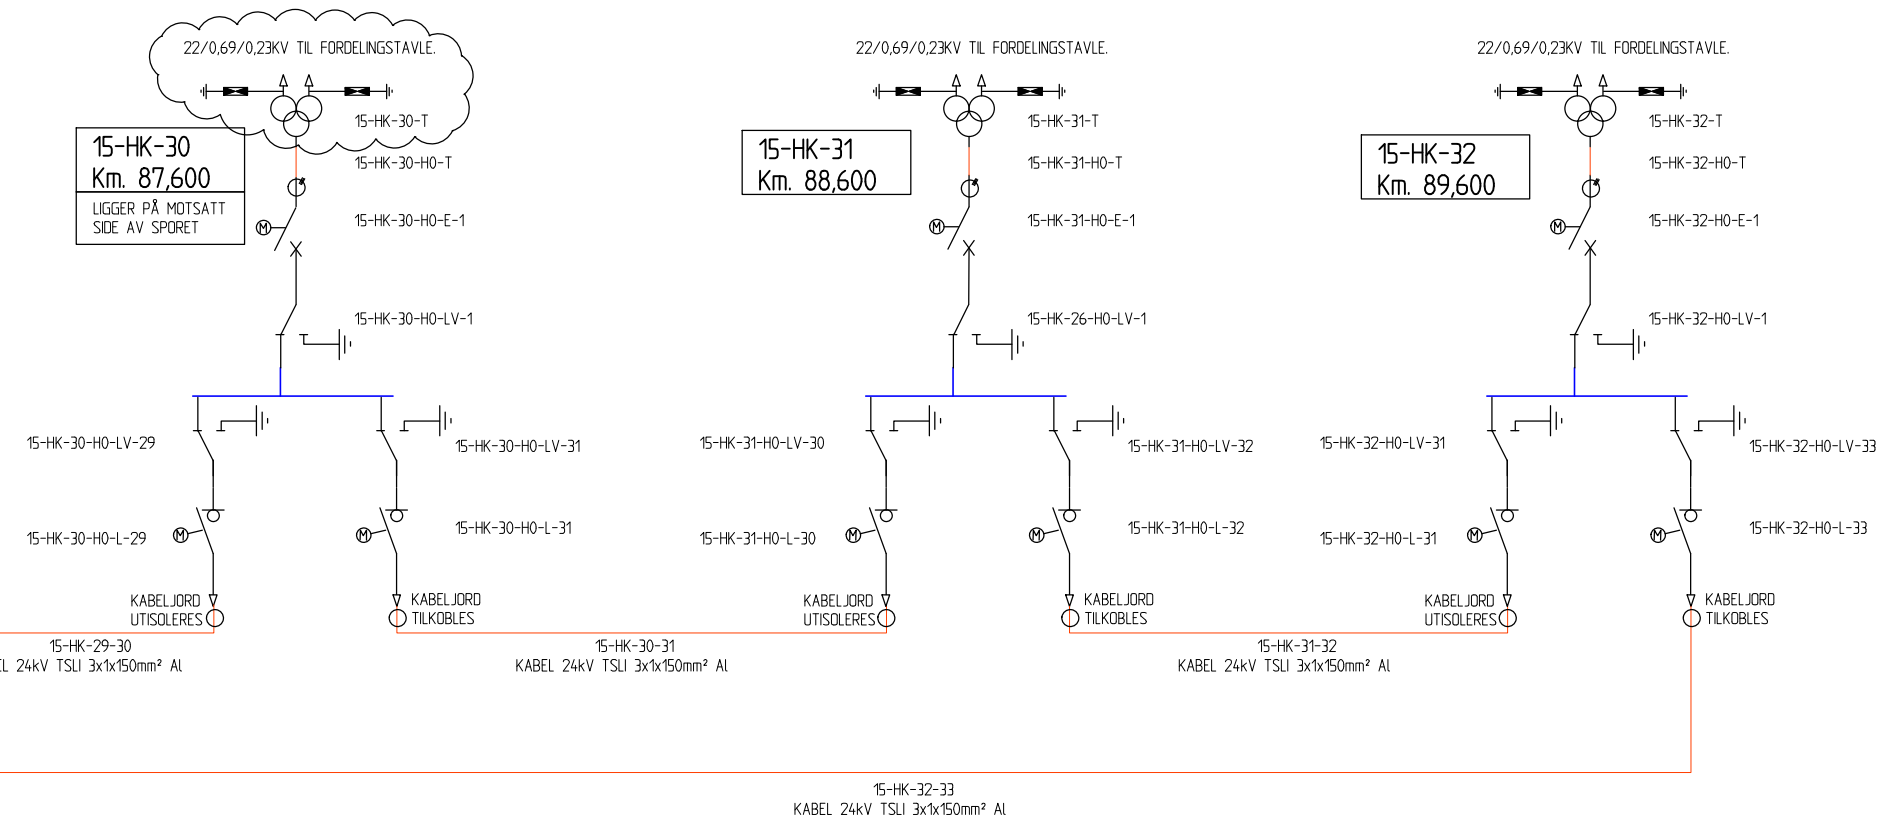 22/0,69/0,23KV TIL FORDELINGSTAVLE.
15-HK-30-T
15-HK-30
Km. 87,600
LIGGER PÅ MOTSATT
SIDE AV SPORET
15-HK-30-H0-T
M
15-HK-30-H0-E-1
15-HK-30-H0-LV-1
15-HK-30-H0-LV-29
15-HK-30-H0-LV-31
15-HK-30-H0-L-29
M
M
15-HK-30-H0-L-31
KABELJORD
UTISOLERES
KABELJORD
TILKOBLES
15-HK-29-30
EL 24kV TSLI 3x1x150mm² Al
15-HK-30-31
KABEL 24kV TSLI 3x1x150mm² Al
22/0,69/0,23KV TIL FORDELINGSTAVLE.
15-HK-31-T
15-HK-31
Km. 88,600
15-HK-31-H0-T
M
15-HK-31-H0-E-1
15-HK-26-H0-LV-1
15-HK-31-H0-LV-30
15-HK-31-H0-LV-32
15-HK-31-H0-L-30
M
M
15-HK-31-H0-L-32
KABELJORD
UTISOLERES
KABELJORD
TILKOBLES
15-HK-31-32
KABEL 24kV TSLI 3x1x150mm² Al
22/0,69/0,23KV TIL FORDELINGSTAVLE.
15-HK-32-T
15-HK-32
Km. 89,600
15-HK-32-H0-T
M
15-HK-32-H0-E-1
15-HK-32-H0-LV-1
15-HK-32-H0-LV-31
15-HK-32-H0-LV-33
15-HK-32-H0-L-31
M
M
15-HK-32-H0-L-33
KABELJORD
UTISOLERES
KABELJORD
TILKOBLES
15-HK-32-33
KABEL 24kV TSLI 3x1x150mm² Al